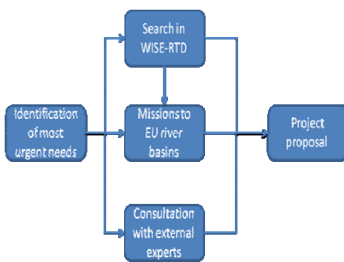 Search in
WISE-RTD
Identification
of most
urgent needs
Missions to
EU river
basins
Project
proposal
Consultation
with external
experts